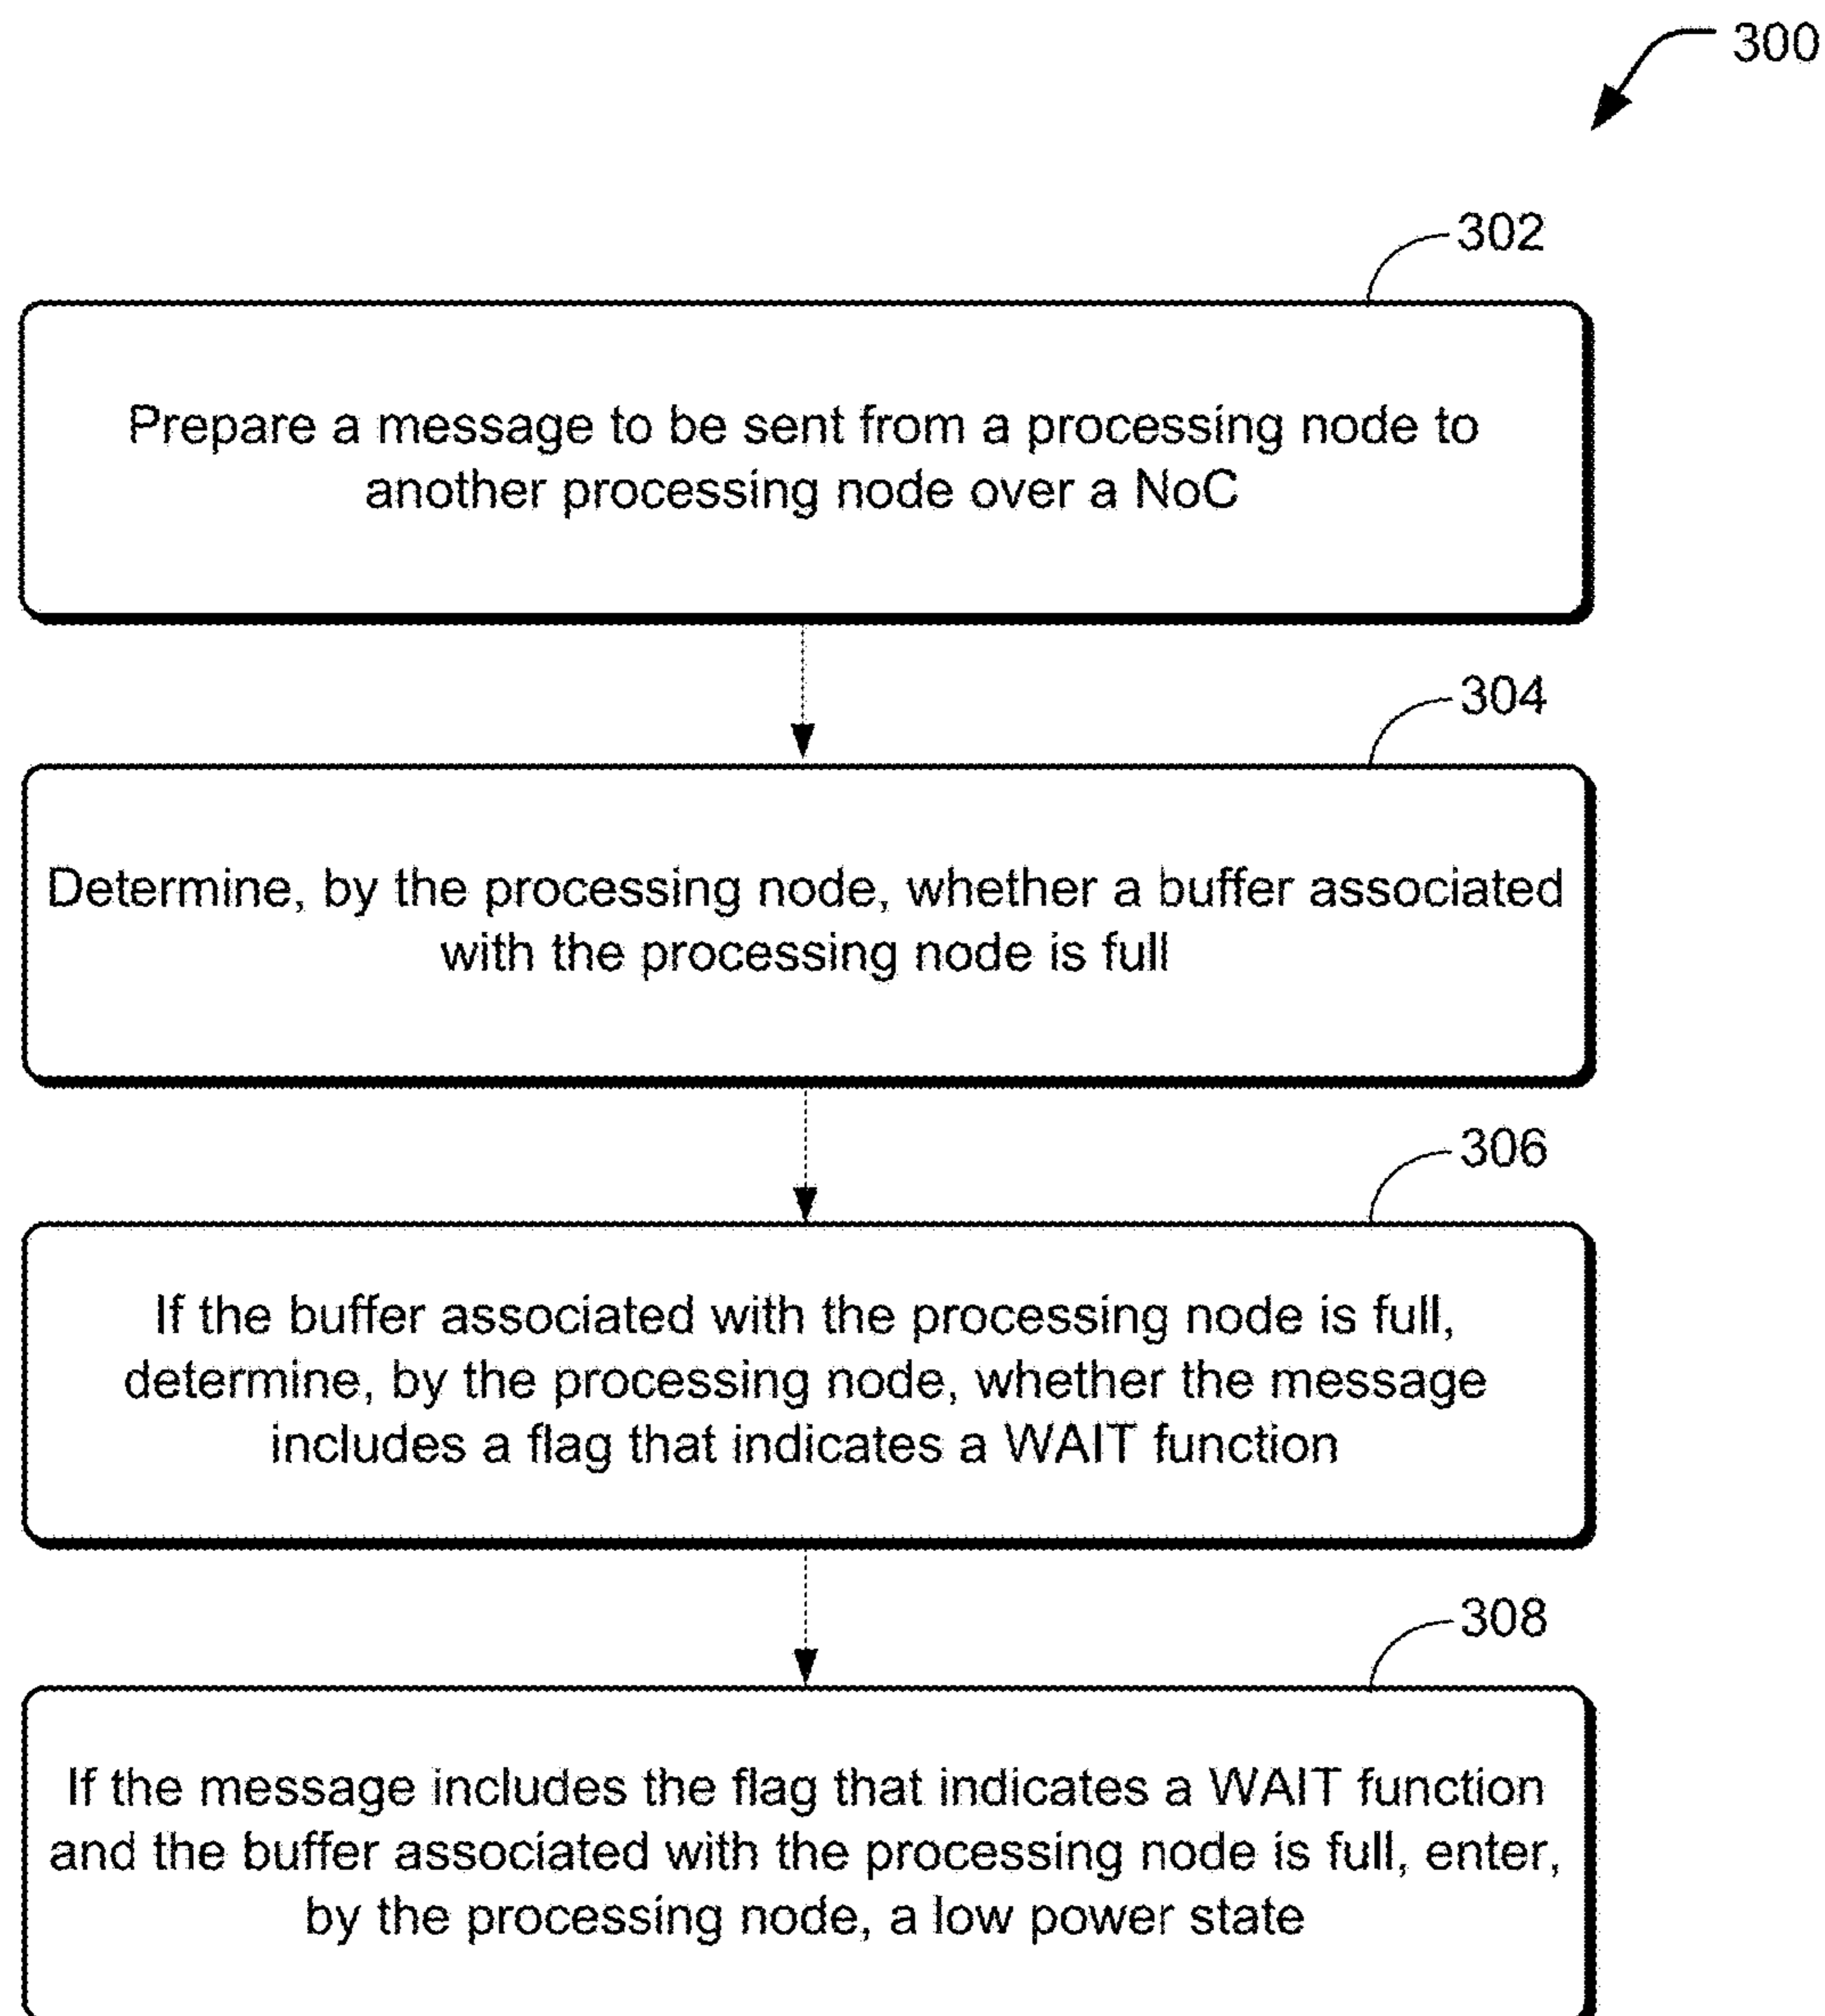 300
302
Prepare a message to be sent from a processing node to
another processing node over a NoC
304
Determine, by the processing node, whether a buffer associated
with the processing node is full
306
If the buffer associated with the processing node is full,
determine, by the processing node, whether the message
includes a flag that indicates a WAIT function
308
If the message includes the flag that indicates a WAIT function
and the buffer associated with the processing node is full, enter,
by the processing node, a low power state